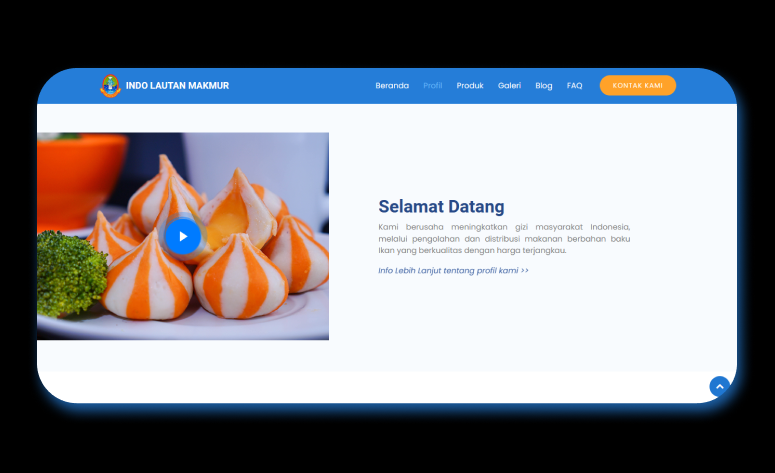 INDO LAUTAN MAKMUR
Beranda Profil Produk Galeri Blog FAQ KONTAK KAMI
Selamat Datang
Kami berusaha meningkatkan gizi masyarakat Indonesia,
melalui pengolahan dan distribusi makanan berbahan baku
ikan yang berkualitas dengan harga terjangkau.
Info Lebih Lanjut tentang profil kami >>